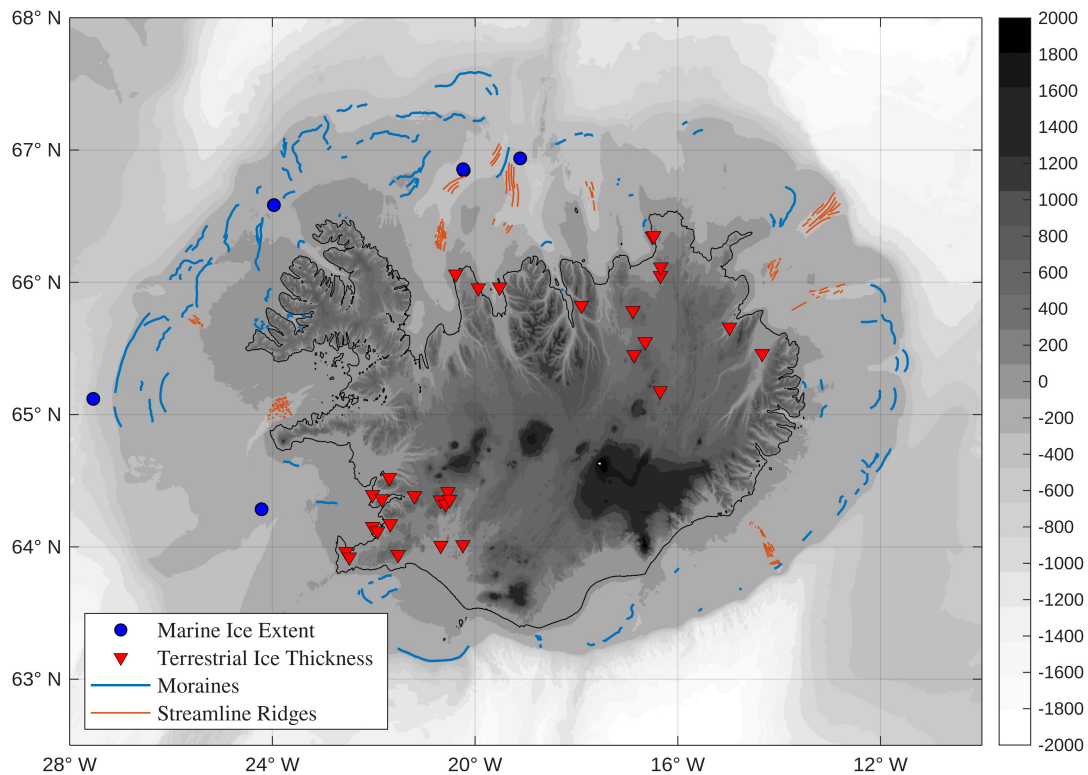 68° N
67° N
66° N
65° N
64° N
63° N
28° W
24° W
20° W
16° W
12° W
Marine Ice Extent
Terrestrial Ice Thickness
Moraines
Streamline Ridges
2000
1800
1600
1400
1200
1000
800
600
400
200
0
-200
-400
-600
-800
-1000
-1200
-1400
-1600
-1800
-2000